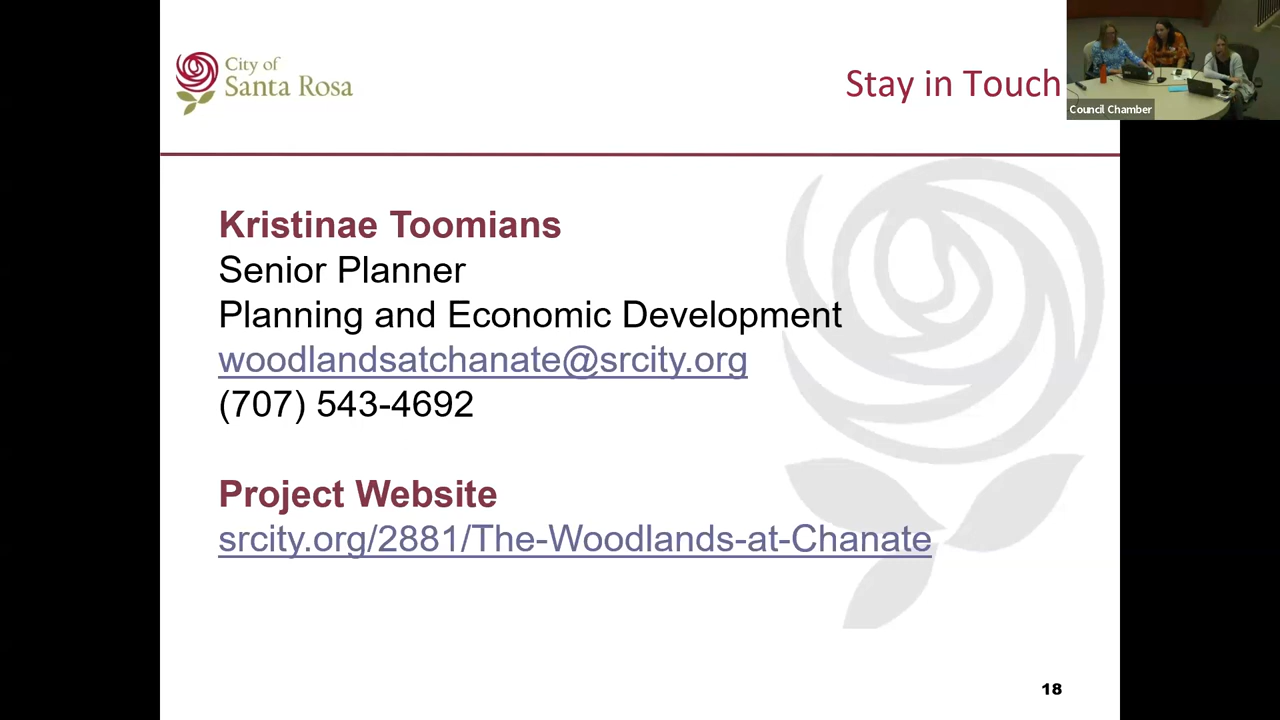 City of
Santa Rosa
Stay in Touch
Council Chamber
Kristinae Toomians
Senior Planner
Planning and Economic Development
woodlandsatchanate@srcity.org
(707) 543-4692
Project Website
srcity.org/2881/The-Woodlands-at-Chanate
18